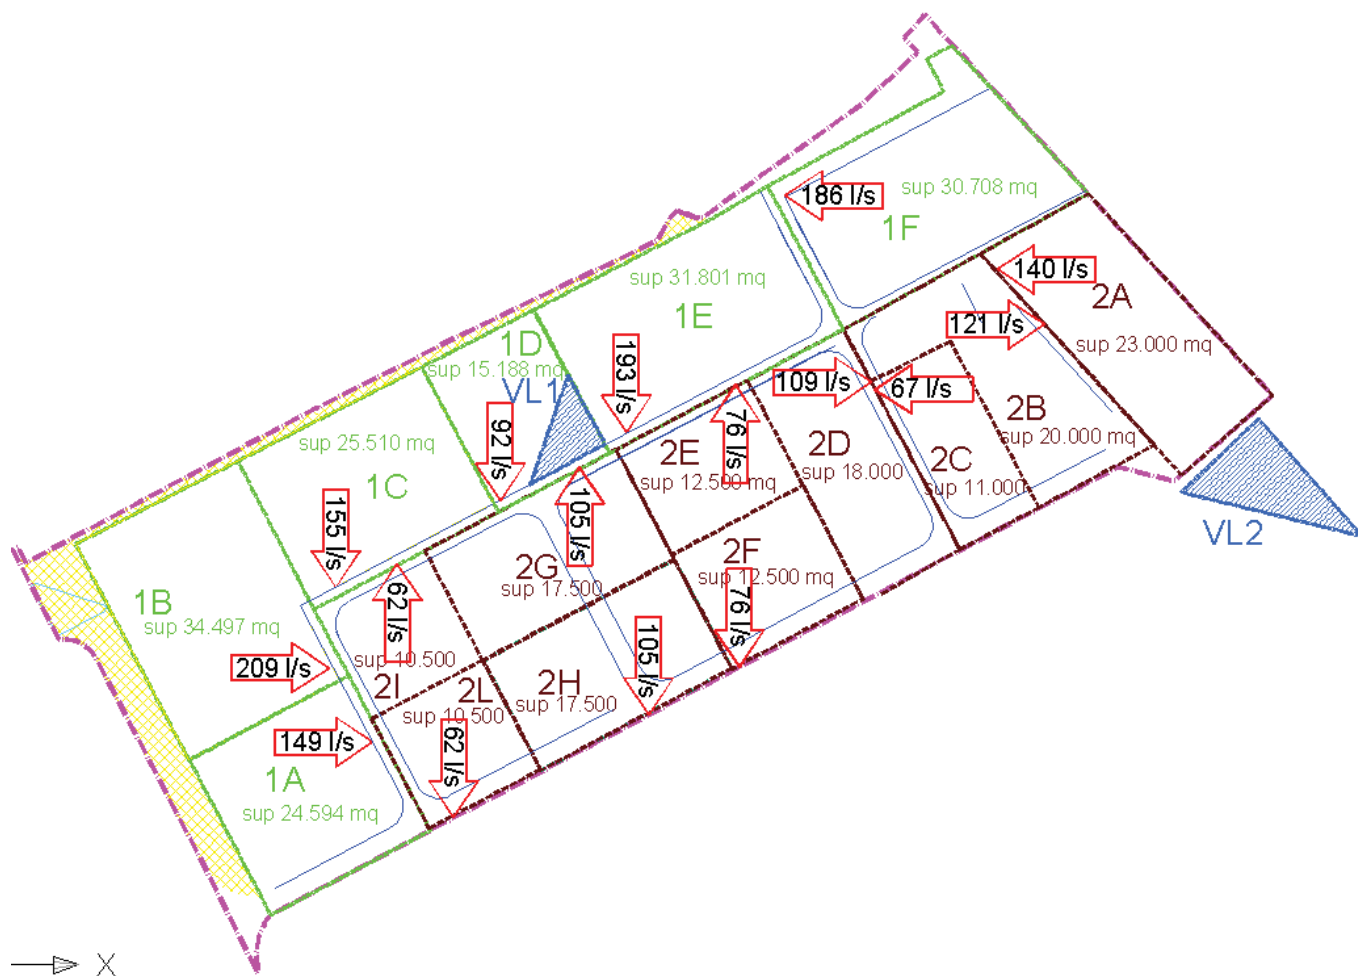 186 l/s
sup 30.708 mq
1F
140 l/s
2A
sup 23.000 mq
121 l/s
sup 31.801 mq
1E
193 l/s
1D
sup 15.188 mq
VL1
92 l/s
109 l/s
67 l/s
2B
sup 20.000 mq
2C
sup 11.000
2D
sup 18.000
76 l/s
2E
sup 12.500 mq
sup 25.510 mq
1C
155 l/s
105 l/s
2G
sup 17.500
2F
sup 12.500 mq
76 l/s
VL2
1B
sup 34.497 mq
62 l/s
sup 10.500
2I
209 l/s
2L
sup 10.500
2H
sup 17.500
105 l/s
149 l/s
62 l/s
1A
sup 24.594 mq
X